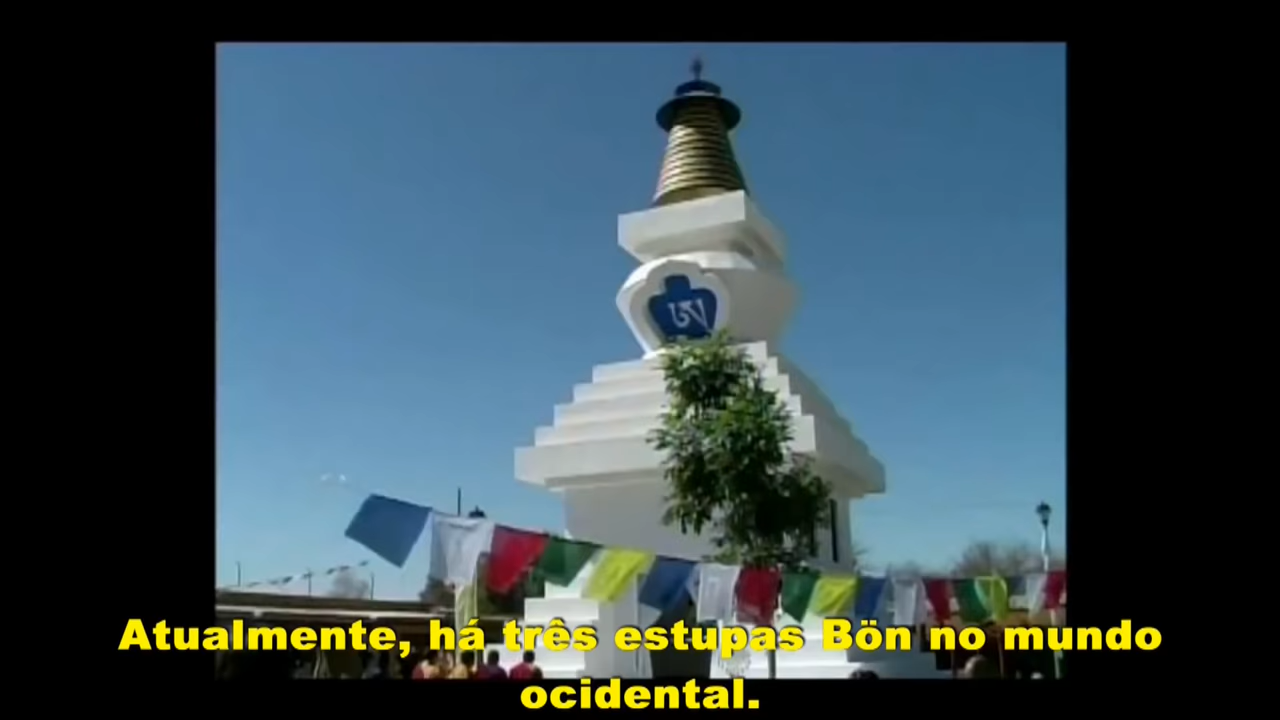 ཨ
Atualmente, há três estupas Bön no mundo
ocidental.